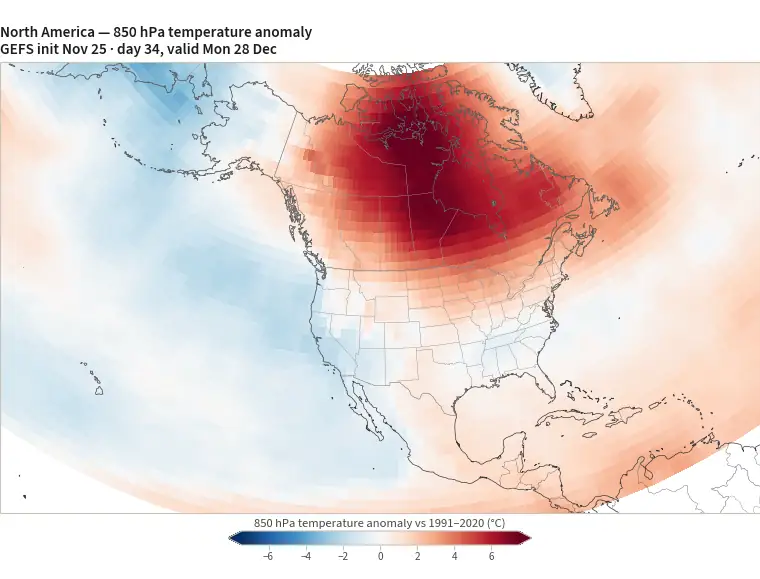 North America — 850 hPa temperature anomaly
GEFS init Nov 25 · day 34, valid Mon 28 Dec
850 hPa temperature anomaly vs 1991–2020 (°C)
−6 −4 −2 0 2 4 6